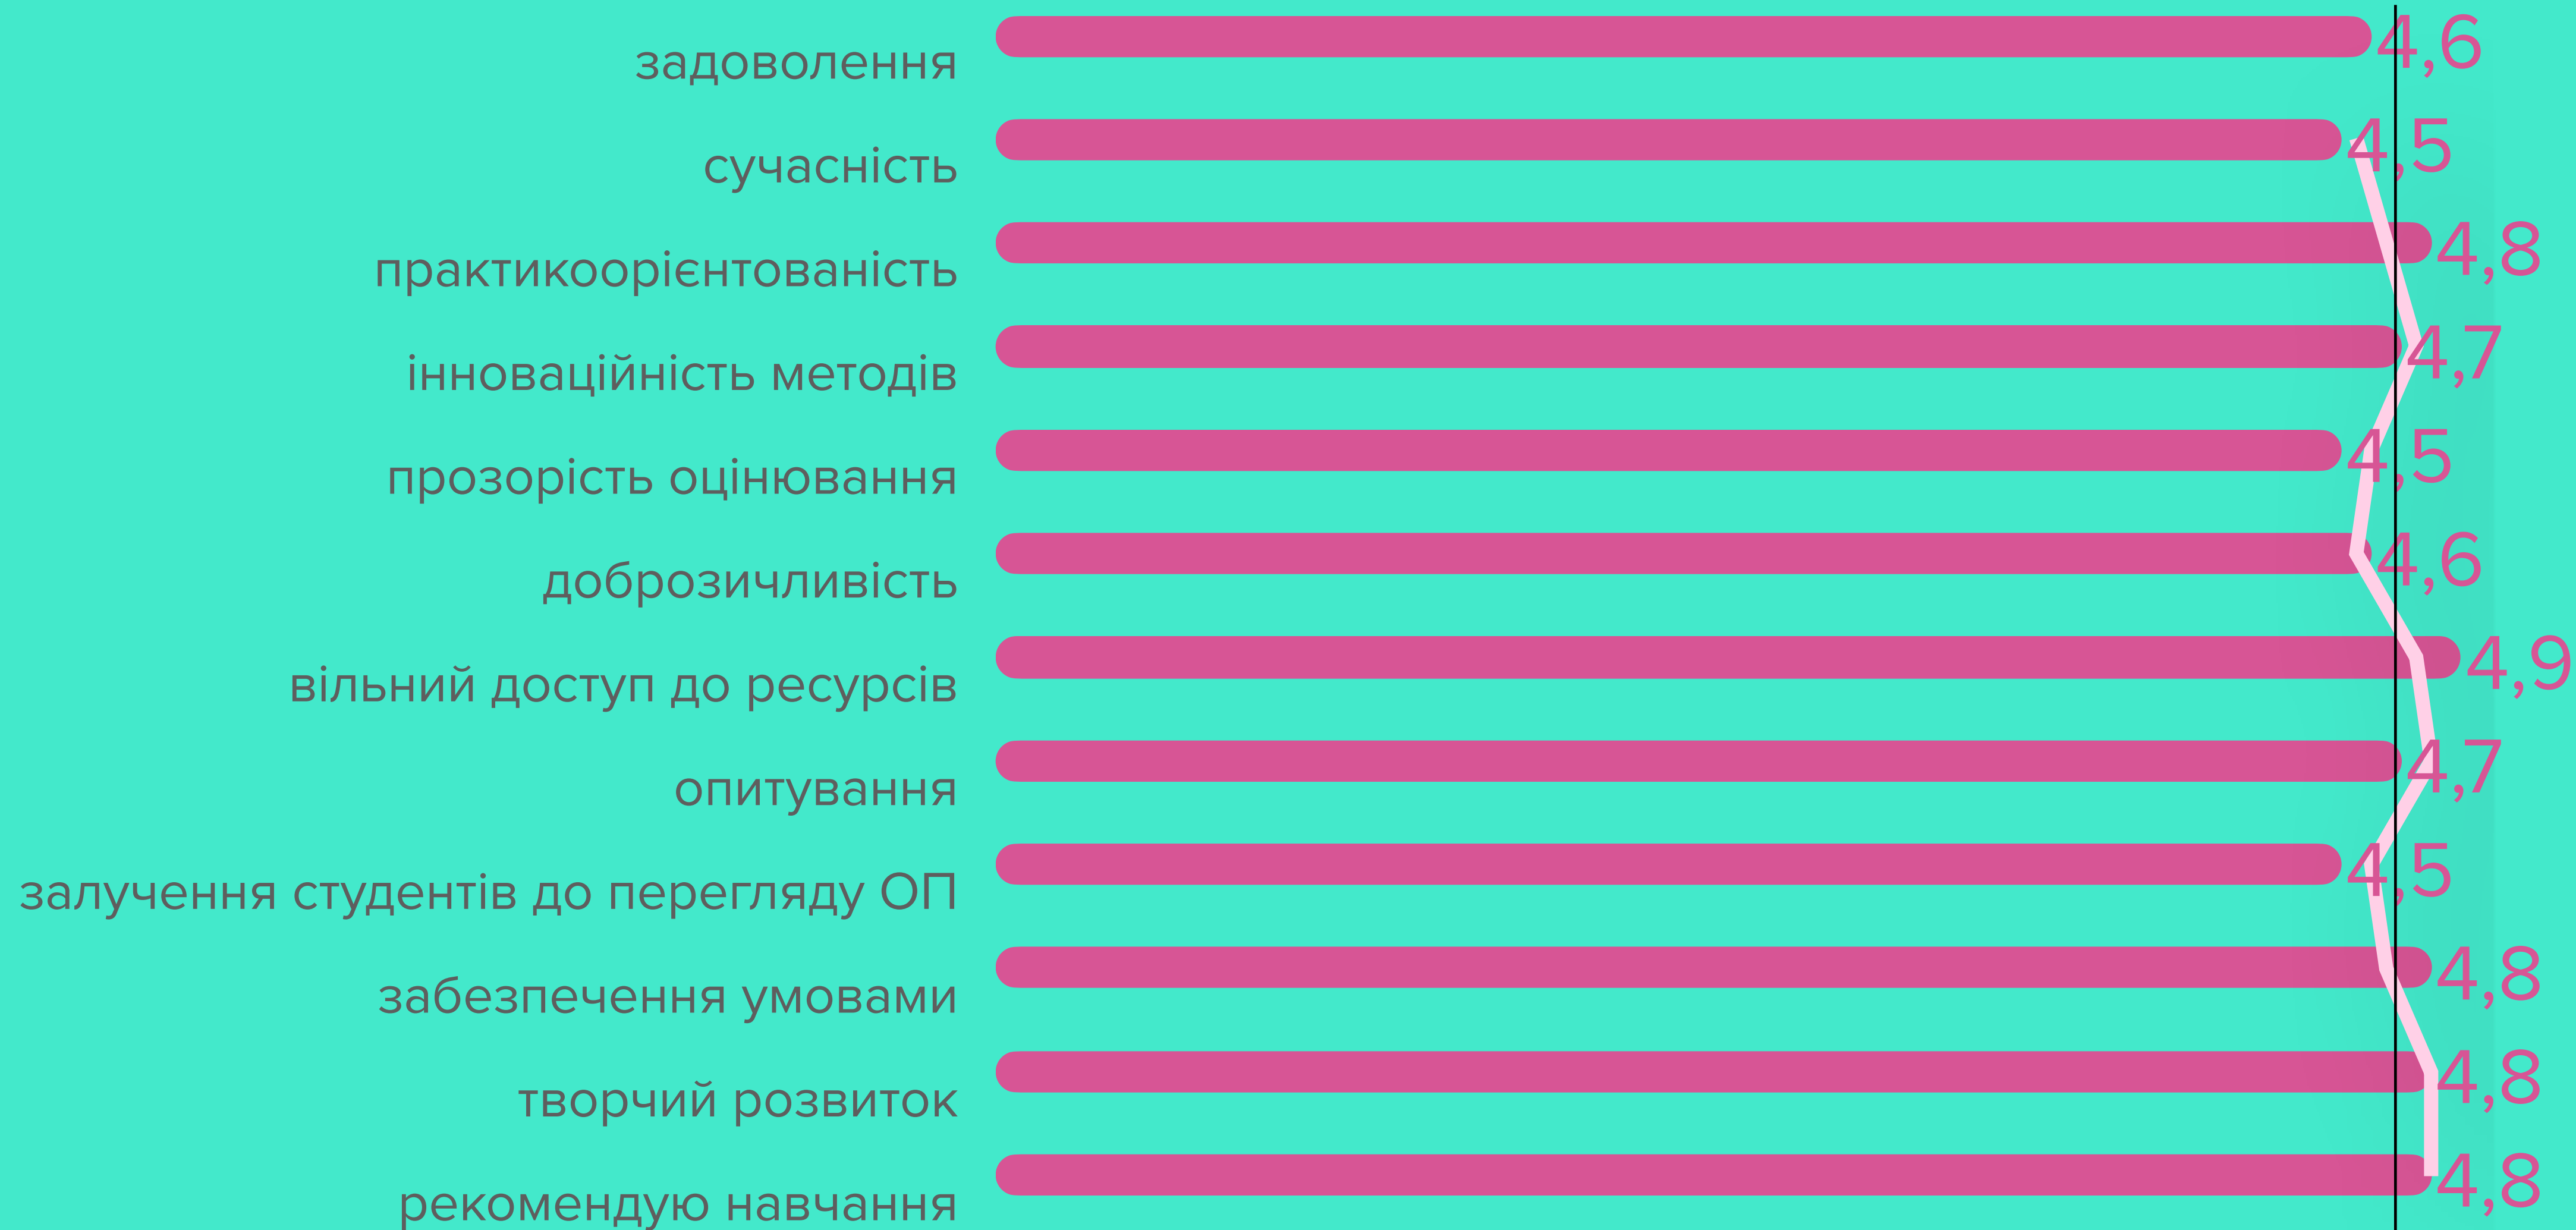 задоволення 4,6
сучасність 4,5
практикоорієнтованість 4,8
інноваційність методів 4,7
прозорість оцінювання 4,5
доброзичливість 4,6
вільний доступ до ресурсів 4,9
опитування 4,7
залучення студентів до перегляду ОП 4,5
забезпечення умовами 4,8
творчий розвиток 4,8
рекомендую навчання 4,8